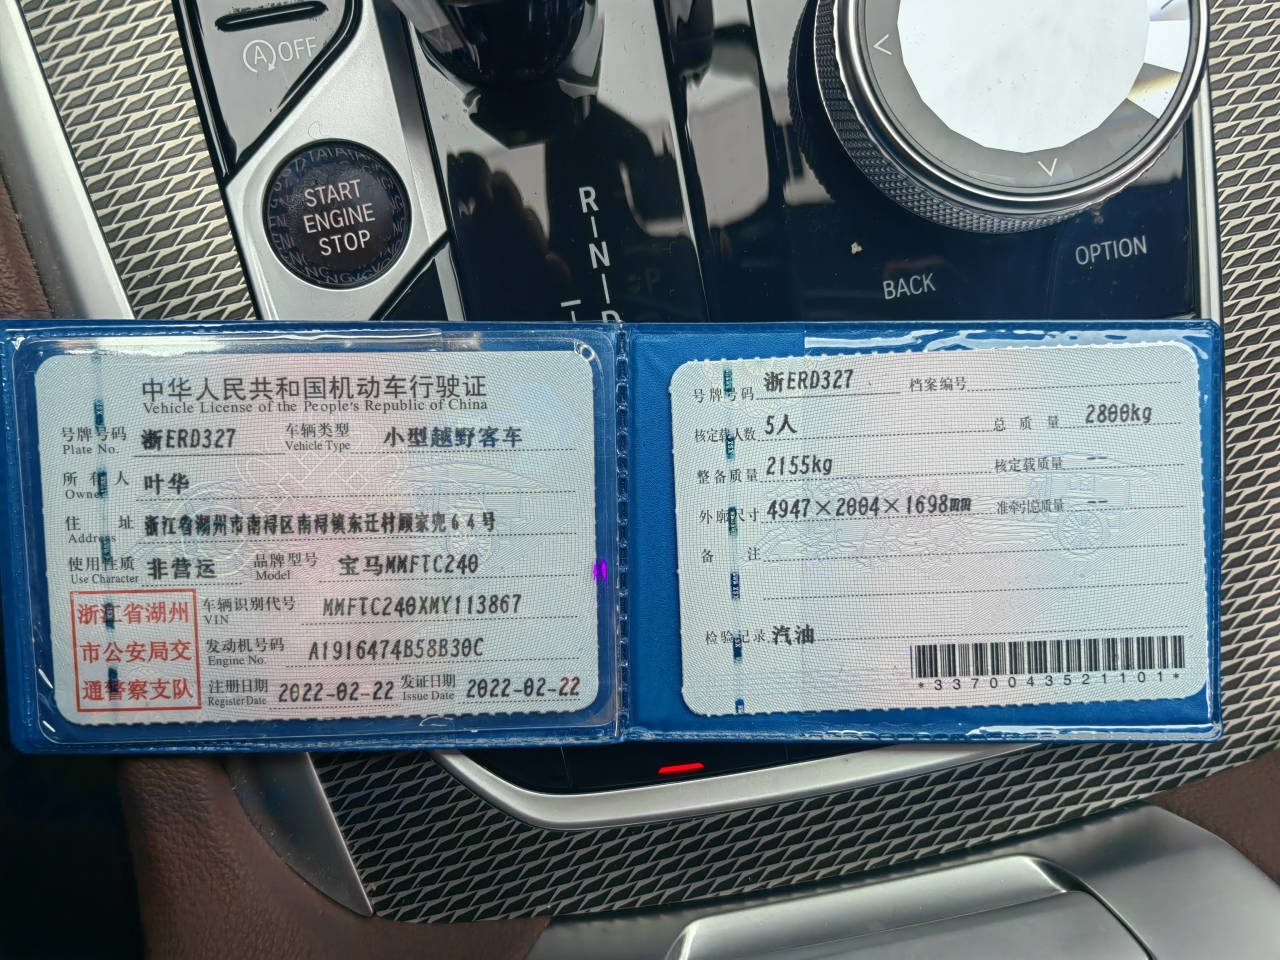 OFF
START
ENGINE
STOP
R
N
D
BACK
OPTION
中华人民共和国机动车行驶证
Vehicle License of the People's Republic of China
号牌号码 浙ERD327 车辆类型 小型越野客车
Plate No. Vehicle Type
所有人 叶华
Owner
住址 浙江省湖州市南浔区南浔镇东迁村顾家兜64号
Address
使用性质 非营运 品牌型号 宝马MMFTC240
Use Character Model
浙江省湖州
市公安局交
通警察支队
车辆识别代号 MMFTC240XMY113867
VIN
发动机号码 A1916474B58B30C
Engine No.
注册日期 2022-02-22 发证日期 2022-02-22
Register Date Issue Date
号牌号码 浙ERD327 档案编号
核定载人数 5人 总质量 2800kg
整备质量 2155kg 核定载质量 --
外廓尺寸 4947×2004×1698mm 准牵引总质量 --
备注
检验记录 汽油
*3370043521101*